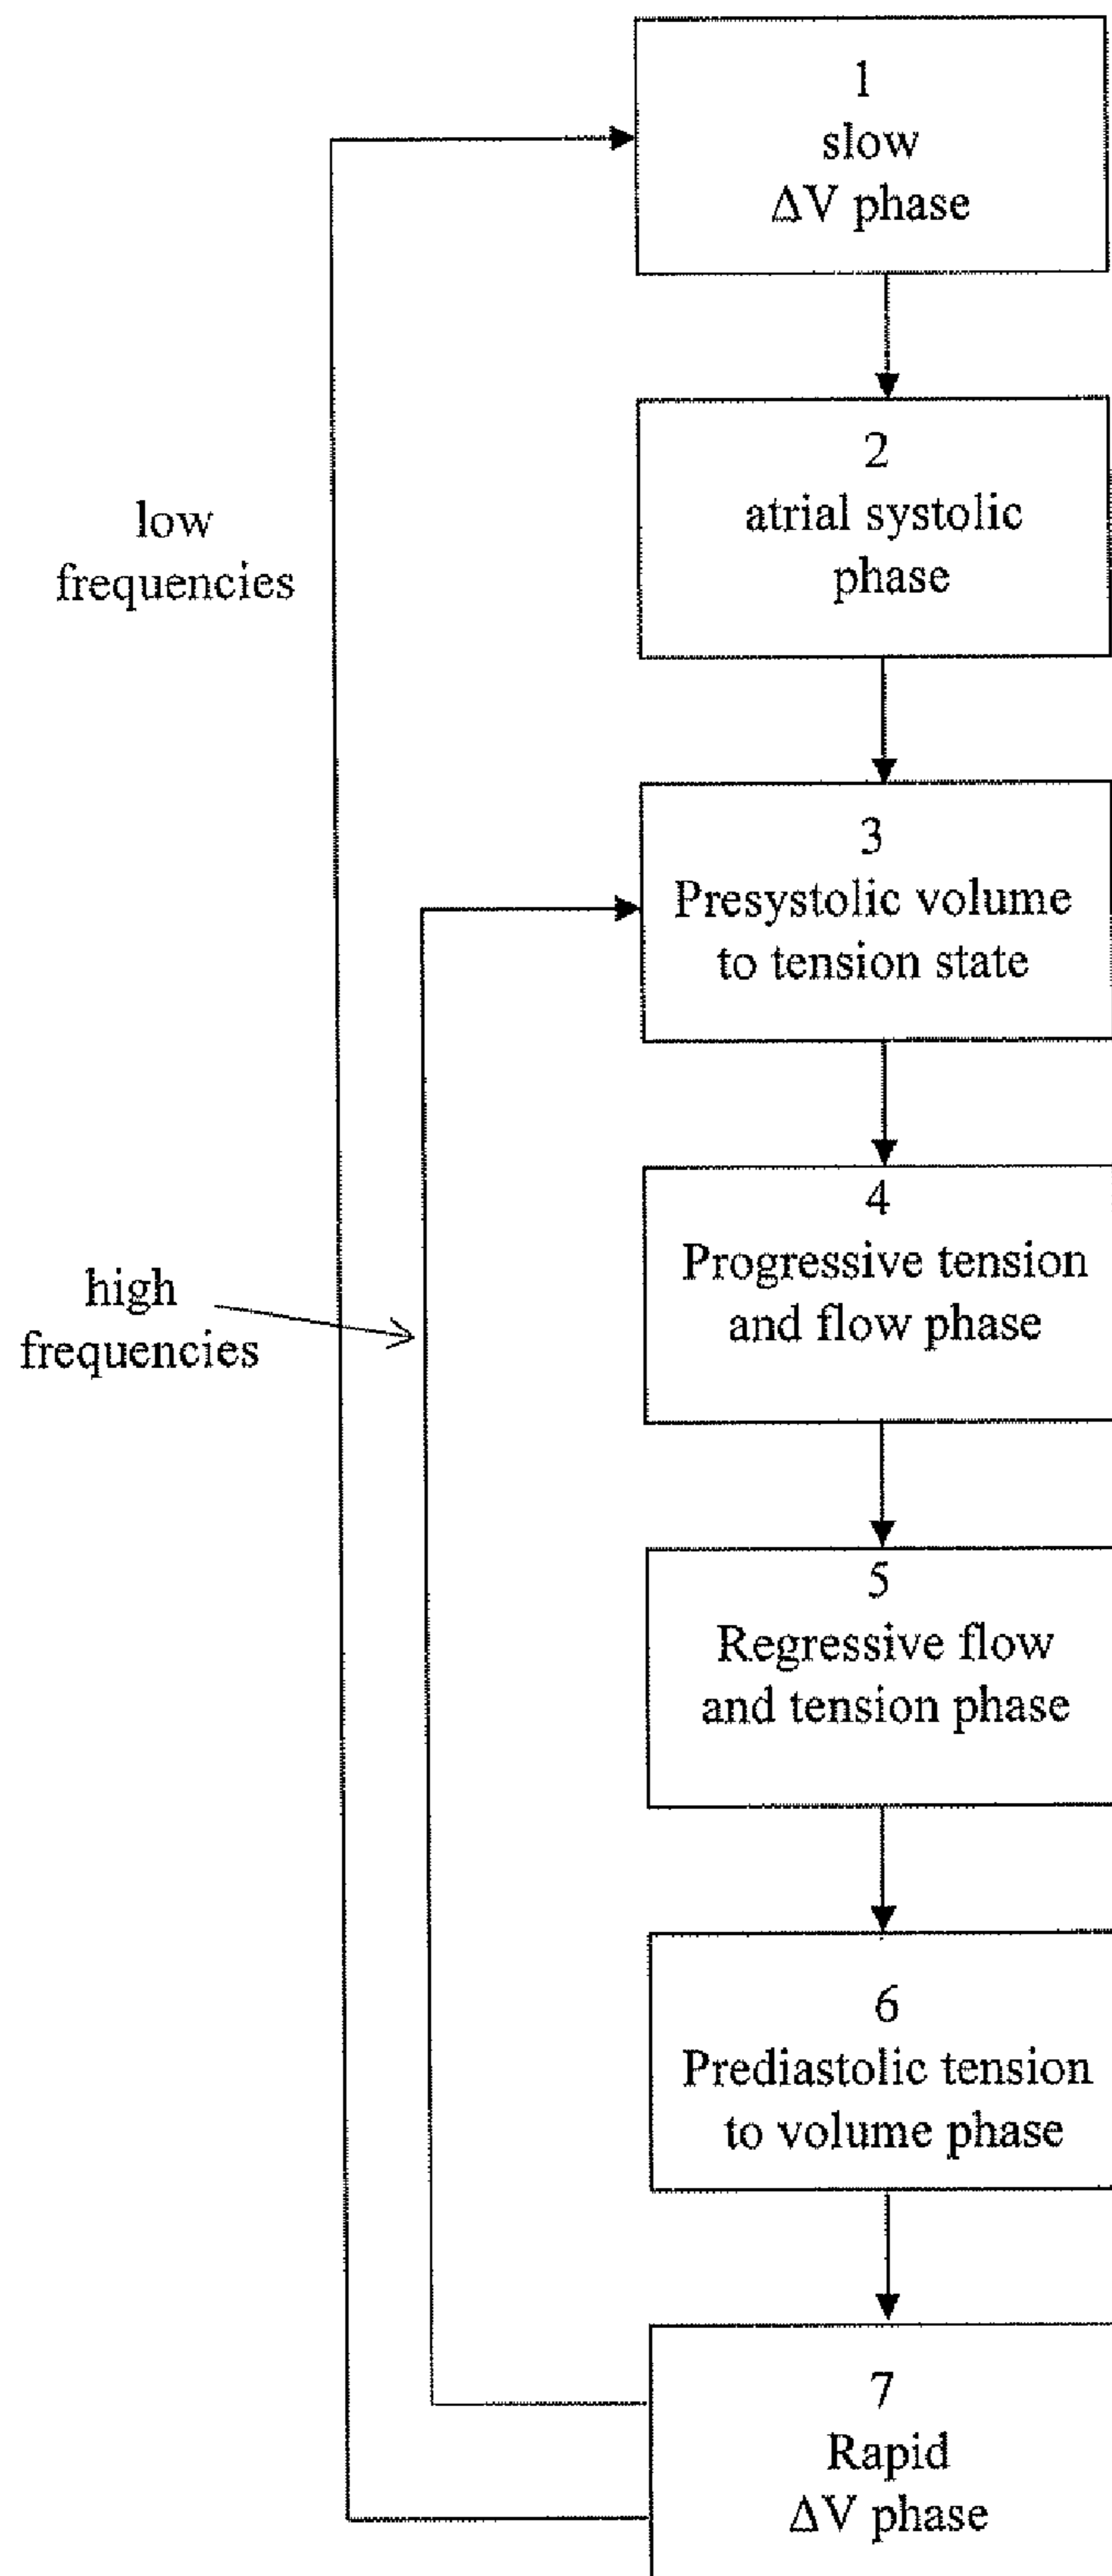 1
slow
ΔV phase
2
atrial systolic
phase
low
frequencies
3
Presystolic volume
to tension state
4
Progressive tension
and flow phase
high
frequencies
5
Regressive flow
and tension phase
6
Prediastolic tension
to volume phase
7
Rapid
ΔV phase